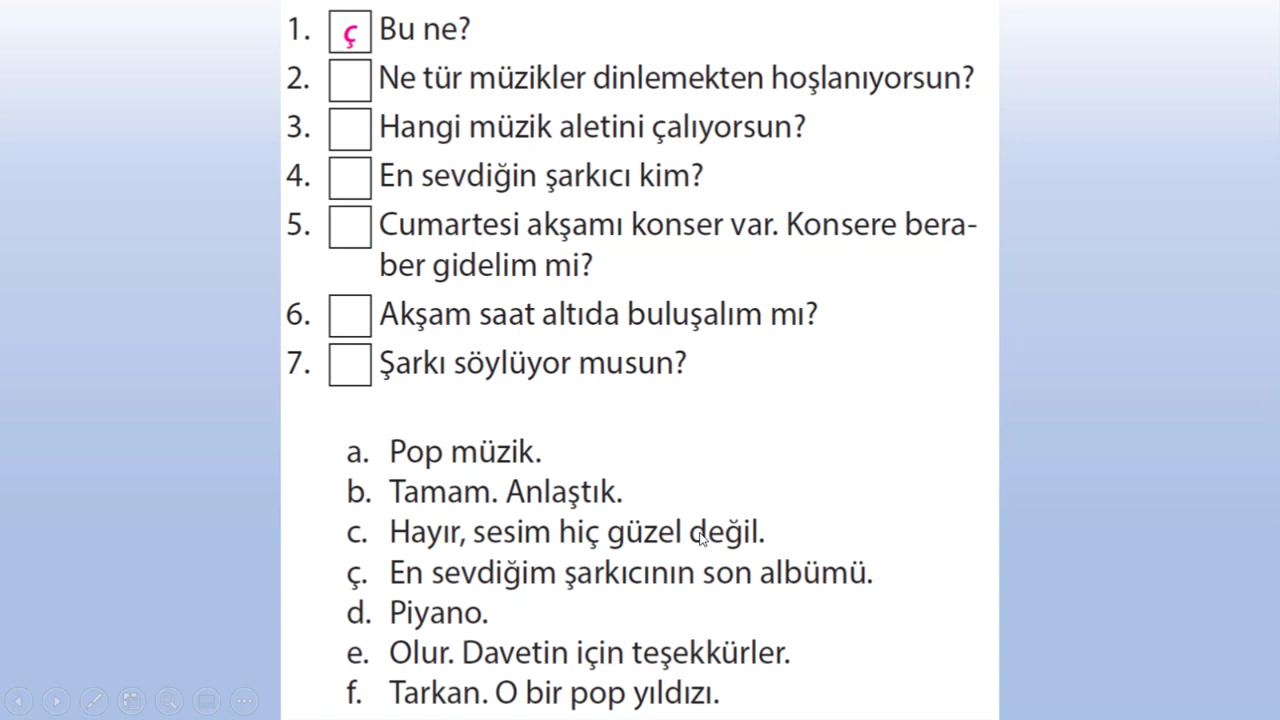 1. ç Bu ne?
2. Ne tür müzikler dinlemekten hoşlanıyorsun?
3. Hangi müzik aletini çalıyorsun?
4. En sevdiğin şarkıcı kim?
5. Cumartesi akşamı konser var. Konsere bera-
ber gidelim mi?
6. Akşam saat altıda buluşalım mı?
7. Şarkı söylüyor musun?
a. Pop müzik.
b. Tamam. Anlaştık.
c. Hayır, sesim hiç güzel değil.
ç. En sevdiğim şarkıcının son albümü.
d. Piyano.
e. Olur. Davetin için teşekkürler.
f. Tarkan. O bir pop yıldızı.